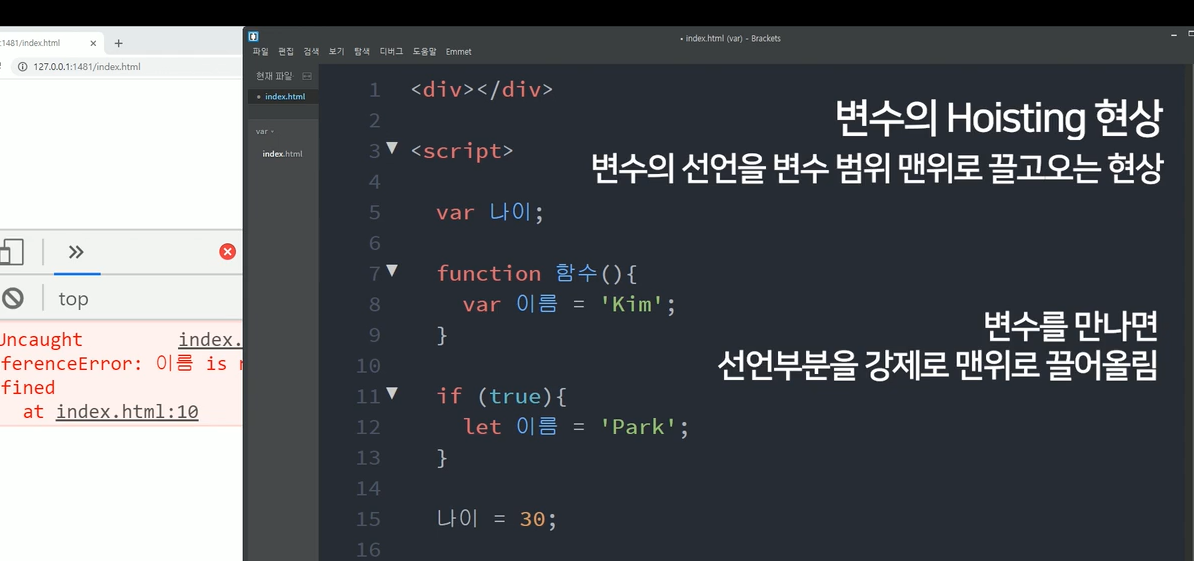 :1481/index.html
127.0.0.1:1481/index.html
• index.html (var) - Brackets
파일 편집 검색 보기 탐색 디버그 도움말 Emmet
현재 파일
• index.html
var
index.html
변수의 Hoisting 현상
변수의 선언을 변수 범위 맨위로 끌고오는 현상
변수를 만나면
선언부분을 강제로 맨위로 끌어올림
1 <div></div>
2
3 <script>
4
5 var 나이;
6
7 function 함수(){
8 var 이름 = 'Kim';
9 }
10
11 if (true){
12 let 이름 = 'Park';
13 }
14
15 나이 = 30;
16
top
Uncaught index.
ferenceError: 이름 is
fined
at index.html:10